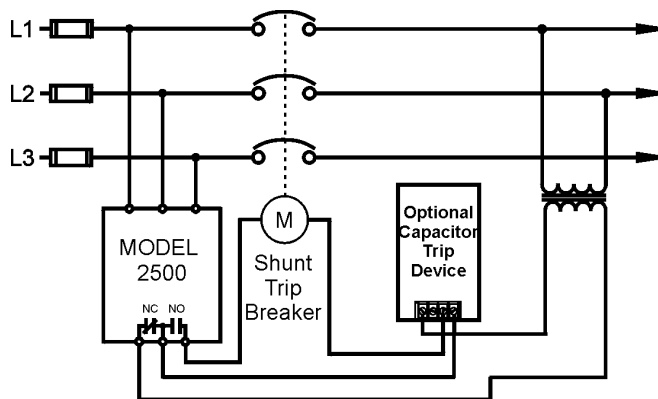 L1
L2
L3
MODEL
2500
NC NO
M
Shunt
Trip
Breaker
Optional
Capacitor
Trip
Device